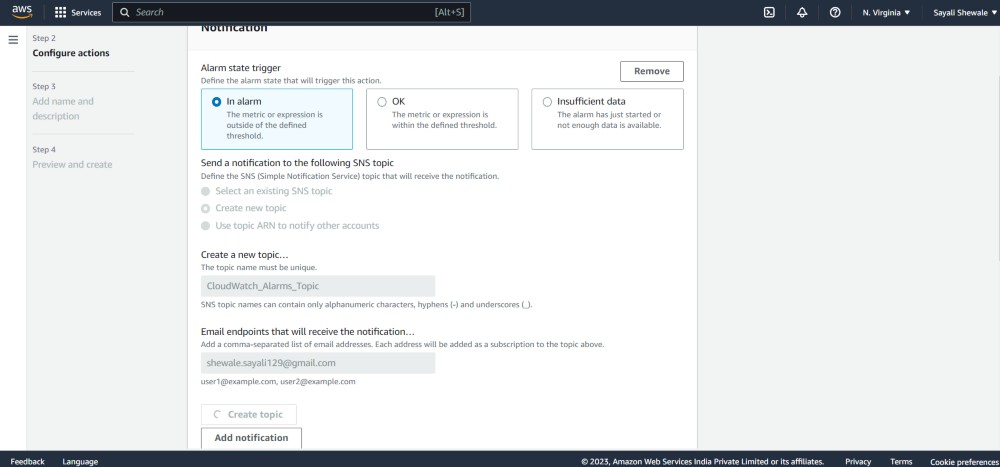 aws
Services
Search
[Alt+S]
N. Virginia
Sayali Shewale
Step 2
Configure actions
Step 3
Add name and
description
Step 4
Preview and create
Notification
Alarm state trigger
Define the alarm state that will trigger this action.
Remove
In alarm
The metric or expression is
outside of the defined
threshold.
OK
The metric or expression is
within the defined threshold.
Insufficient data
The alarm has just started or
not enough data is available.
Send a notification to the following SNS topic
Define the SNS (Simple Notification Service) topic that will receive the notification.
Select an existing SNS topic
Create new topic
Use topic ARN to notify other accounts
Create a new topic…
The topic name must be unique.
CloudWatch_Alarms_Topic
SNS topic names can contain only alphanumeric characters, hyphens (-) and underscores (_).
Email endpoints that will receive the notification…
Add a comma-separated list of email addresses. Each address will be added as a subscription to the topic above.
shewale.sayali129@gmail.com
user1@example.com, user2@example.com
Create topic
Add notification
Feedback
Language
© 2023, Amazon Web Services India Private Limited or its affiliates.
Privacy
Terms
Cookie preferences